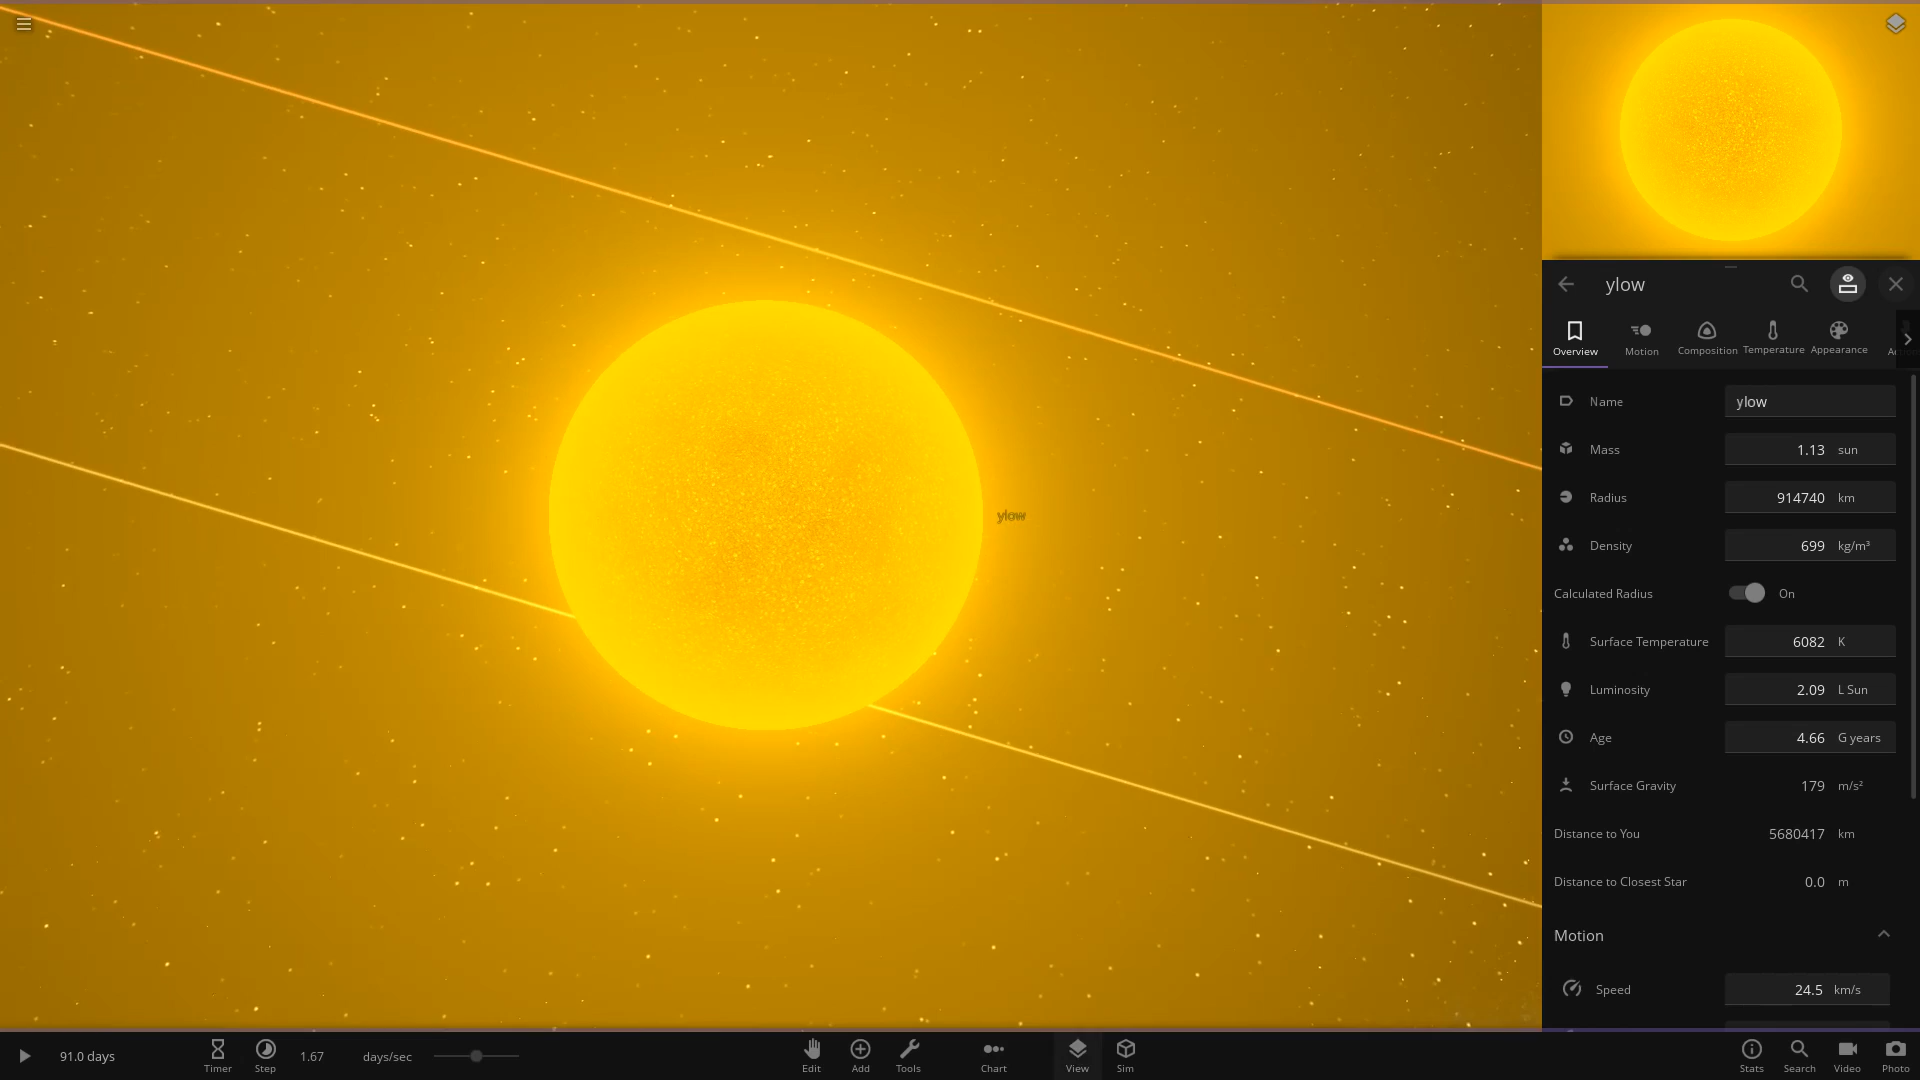 ylow
ylow
Overview
Motion
Composition
Temperature
Appearance
Name ylow
Mass 1.13 sun
Radius 914740 km
Density 699 kg/m³
Calculated Radius On
Surface Temperature 6082 K
Luminosity 2.09 L Sun
Age 4.66 G years
Surface Gravity 179 m/s²
Distance to You 5680417 km
Distance to Closest Star 0.0 m
Motion
Speed 24.5 km/s
91.0 days
Timer
Step
1.67 days/sec
Edit
Add
Tools
Chart
View
Sim
Stats
Search
Video
Photo